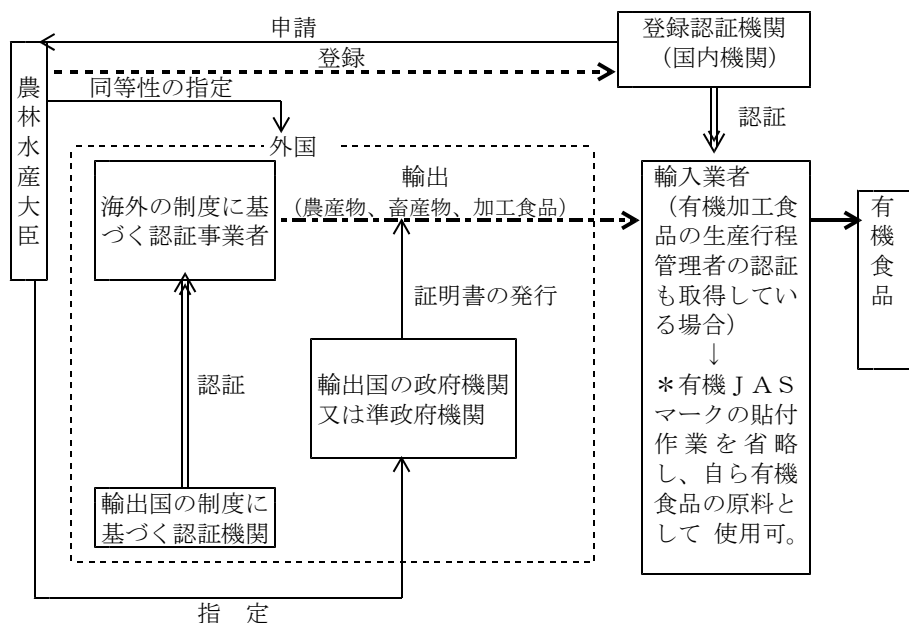 申請
登録
登録認証機関
（国内機関）
農林水産大臣
同等性の指定
認証
外国
海外の制度に基
づく認証事業者
輸出
（農産物、畜産物、加工食品）
輸入業者
（有機加工食
品の生産行程
管理者の認証
も取得してい
る場合）
↓
＊有機ＪＡＳ
マークの貼付
作業を省略
し、自ら有機
食品の原料と
して 使用可。
有機食品
証明書の発行
認証
輸出国の政府機関
又は準政府機関
輸出国の制度に
基づく認証機関
指 定